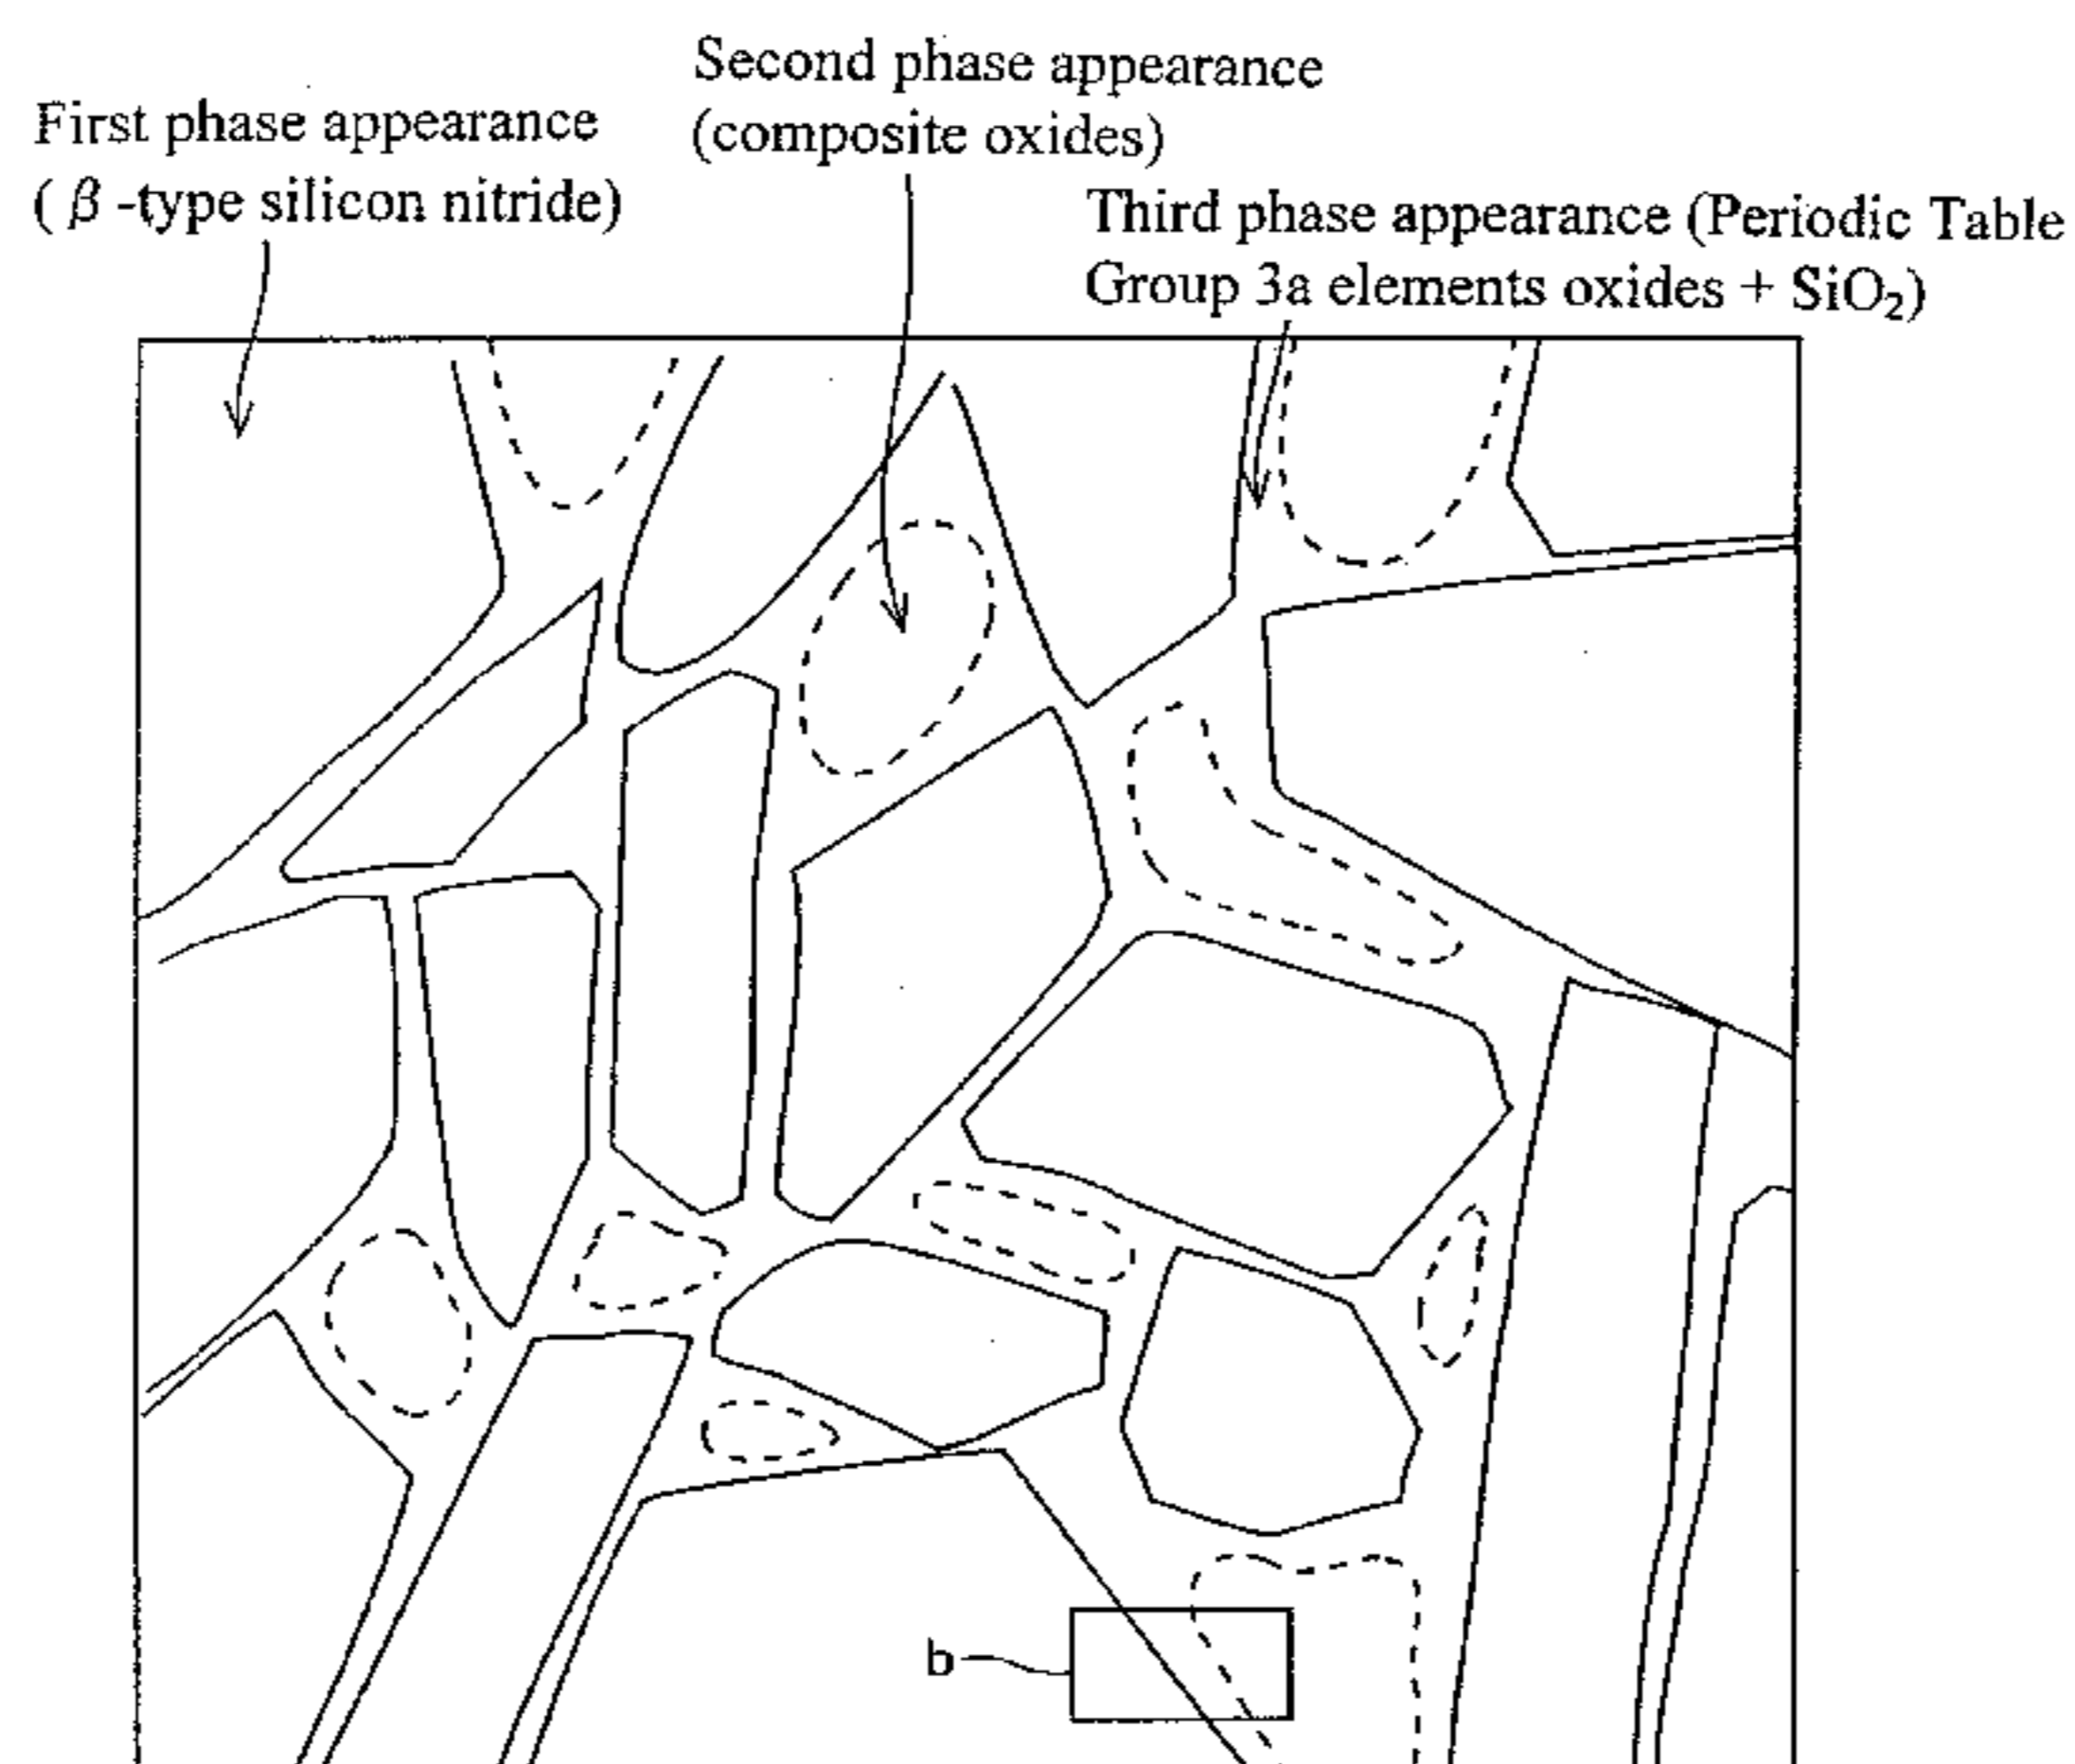 First phase appearance
( β -type silicon nitride)
Second phase appearance
(composite oxides)
Third phase appearance (Periodic Table
Group 3a elements oxides + SiO₂)
b